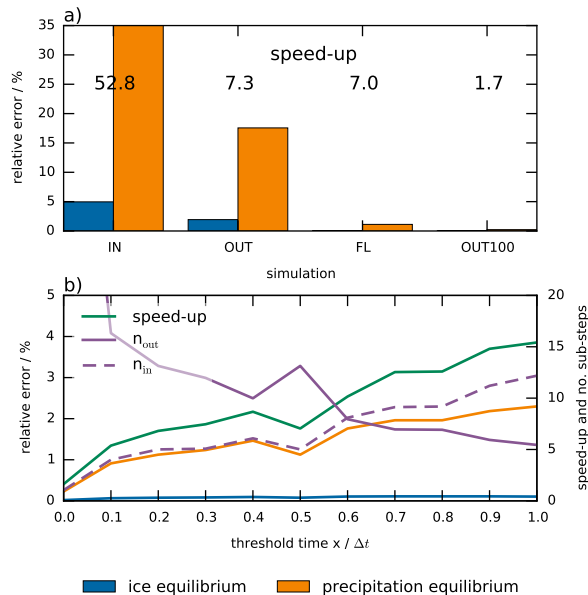 a)
35
30
25
20
15
10
5
0
relative error / %
speed-up
52.8 7.3 7.0 1.7
IN OUT FL OUT100
simulation
b)
5
4
3
2
1
0
relative error / %
speed-up
n_out
n_in
20
15
10
5
0
speed-up and no. sub-steps
0.0 0.1 0.2 0.3 0.4 0.5 0.6 0.7 0.8 0.9 1.0
threshold time x / Δt
ice equilibrium precipitation equilibrium